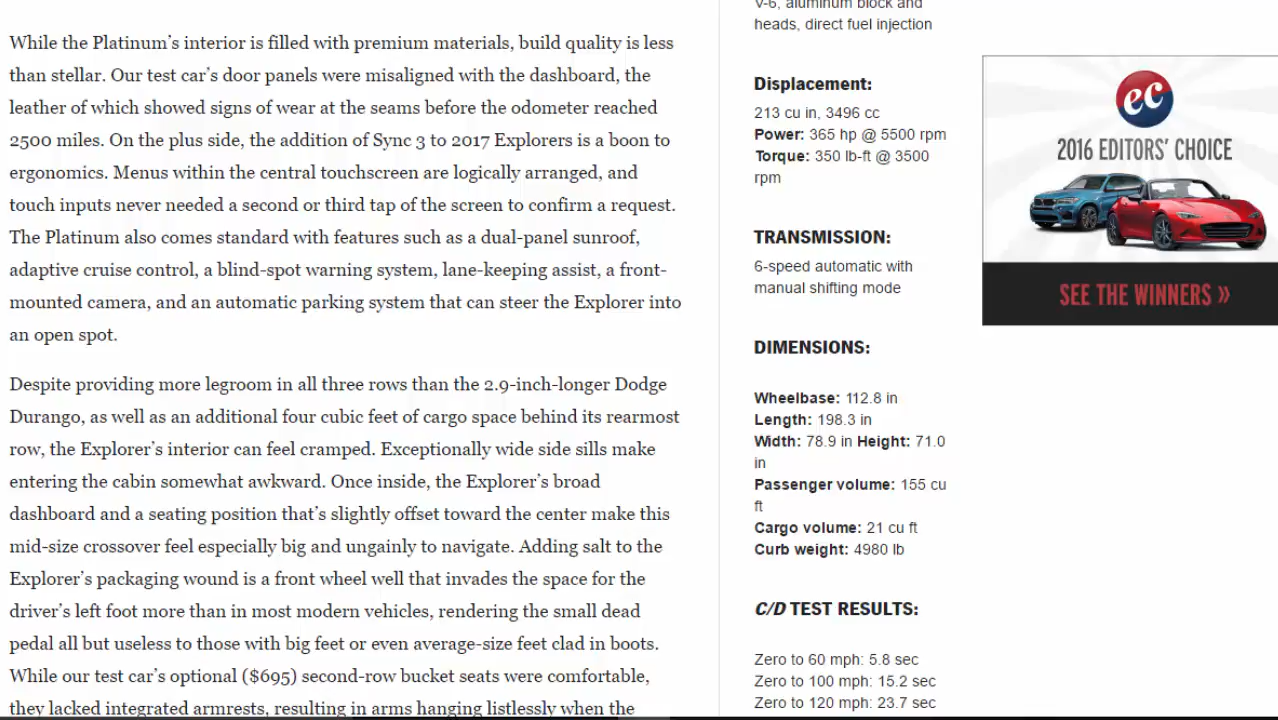 While the Platinum’s interior is filled with premium materials, build quality is less
than stellar. Our test car’s door panels were misaligned with the dashboard, the
leather of which showed signs of wear at the seams before the odometer reached
2500 miles. On the plus side, the addition of Sync 3 to 2017 Explorers is a boon to
ergonomics. Menus within the central touchscreen are logically arranged, and
touch inputs never needed a second or third tap of the screen to confirm a request.
The Platinum also comes standard with features such as a dual-panel sunroof,
adaptive cruise control, a blind-spot warning system, lane-keeping assist, a front-
mounted camera, and an automatic parking system that can steer the Explorer into
an open spot.
Despite providing more legroom in all three rows than the 2.9-inch-longer Dodge
Durango, as well as an additional four cubic feet of cargo space behind its rearmost
row, the Explorer’s interior can feel cramped. Exceptionally wide side sills make
entering the cabin somewhat awkward. Once inside, the Explorer’s broad
dashboard and a seating position that’s slightly offset toward the center make this
mid-size crossover feel especially big and ungainly to navigate. Adding salt to the
Explorer’s packaging wound is a front wheel well that invades the space for the
driver’s left foot more than in most modern vehicles, rendering the small dead
pedal all but useless to those with big feet or even average-size feet clad in boots.
While our test car’s optional ($695) second-row bucket seats were comfortable,
they lacked integrated armrests, resulting in arms hanging listlessly when the
V-6, aluminum block and
heads, direct fuel injection
Displacement:
213 cu in, 3496 cc
Power: 365 hp @ 5500 rpm
Torque: 350 lb-ft @ 3500
rpm
TRANSMISSION:
6-speed automatic with
manual shifting mode
DIMENSIONS:
Wheelbase: 112.8 in
Length: 198.3 in
Width: 78.9 in Height: 71.0
in
Passenger volume: 155 cu
ft
Cargo volume: 21 cu ft
Curb weight: 4980 lb
C/D TEST RESULTS:
Zero to 60 mph: 5.8 sec
Zero to 100 mph: 15.2 sec
Zero to 120 mph: 23.7 sec
ec
2016 EDITORS’ CHOICE
SEE THE WINNERS »